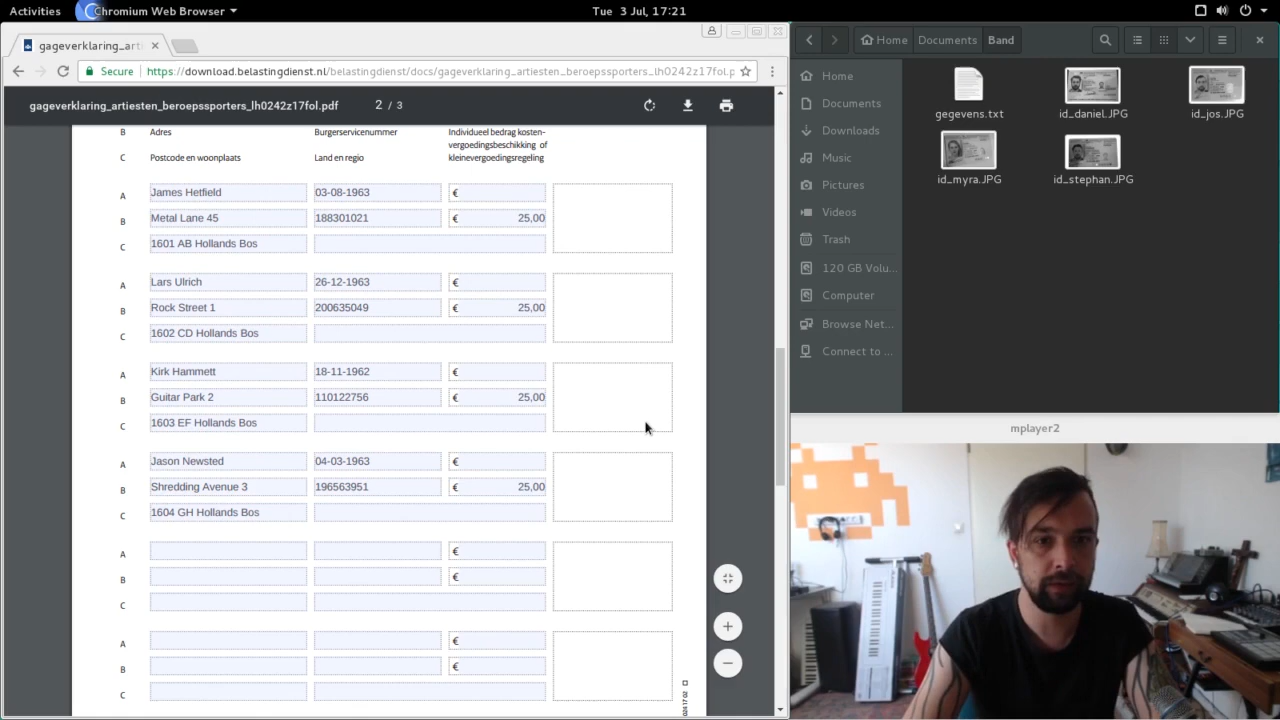 Activities
Chromium Web Browser
Tue 3 Jul, 17:21
gageverklaring_arti
Secure
https://download.belastingdienst.nl/belastingdienst/docs/gageverklaring_artiesten_beroepssporters_lh0242z17fol.p
gageverklaring_artiesten_beroepssporters_lh0242z17fol.pdf
2 / 3
B Adres Burgerservicenummer Individueel bedrag kosten-
vergoedingsbeschikking of
C Postcode en woonplaats Land en regio kleinevergoedingsregeling
A James Hetfield 03-08-1963 €
B Metal Lane 45 188301021 € 25,00
C 1601 AB Hollands Bos
A Lars Ulrich 26-12-1963 €
B Rock Street 1 200635049 € 25,00
C 1602 CD Hollands Bos
A Kirk Hammett 18-11-1962 €
B Guitar Park 2 110122756 € 25,00
C 1603 EF Hollands Bos
A Jason Newsted 04-03-1963 €
B Shredding Avenue 3 196563951 € 25,00
C 1604 GH Hollands Bos
A €
B €
C
A €
B €
C
Home Documents Band
Home
Documents
Downloads
Music
Pictures
Videos
Trash
120 GB Volu...
Computer
Browse Net...
Connect to ...
gegevens.txt
id_daniel.JPG
id_jos.JPG
id_myra.JPG
id_stephan.JPG
mplayer2